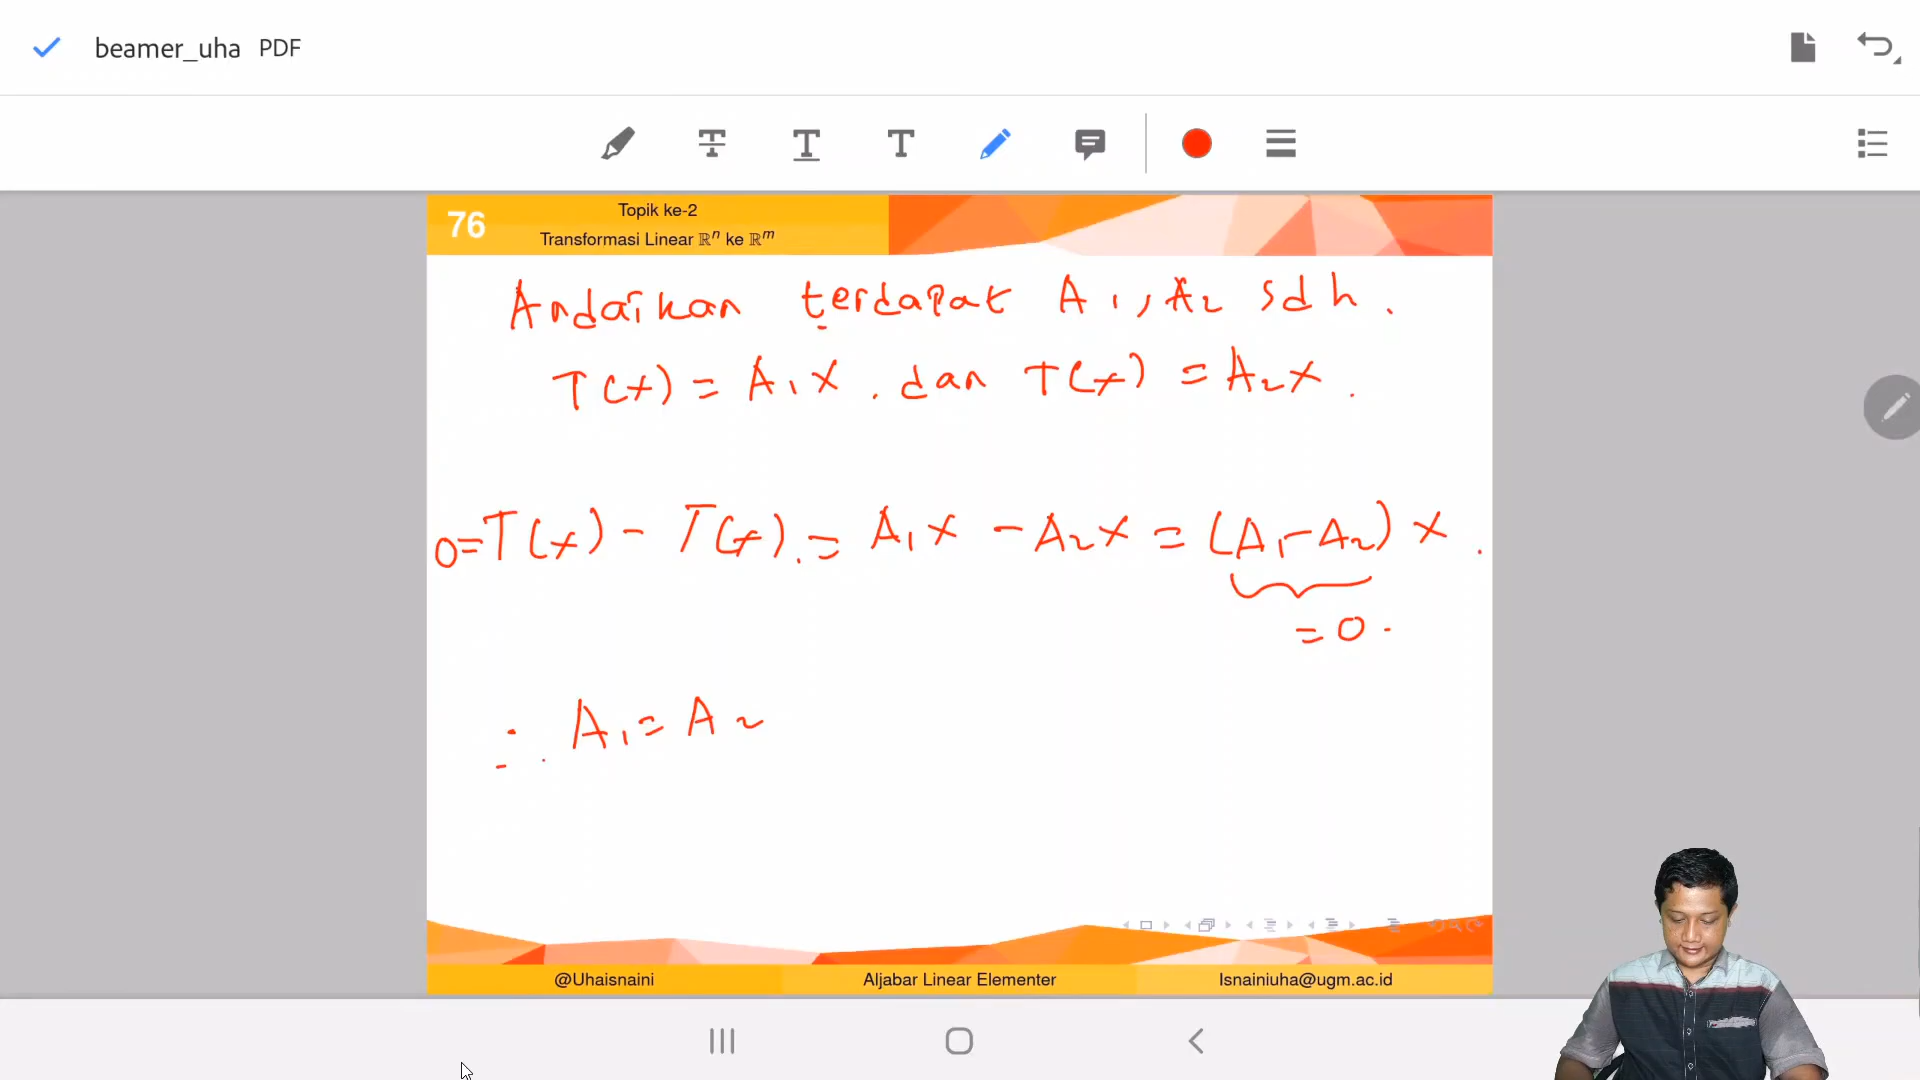 beamer_uha PDF
76
Topik ke-2
Transformasi Linear ℝⁿ ke ℝᵐ
Andaikan terdapat A₁, A₂ sdh.
T(x) = A₁x. dan T(x) = A₂x.
0=T(x) - T(x). = A₁x - A₂x = (A₁-A₂)x.
=0.
∴ A₁ = A₂
@Uhaisnaini Aljabar Linear Elementer Isnainiuha@ugm.ac.id